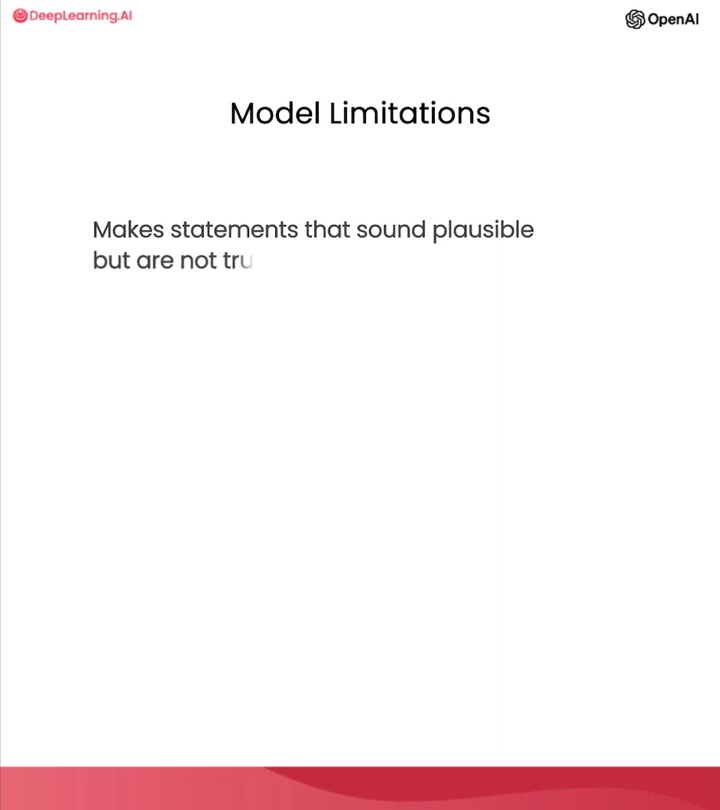 DeepLearning.AI
OpenAI
Model Limitations
Makes statements that sound plausible
but are not tru